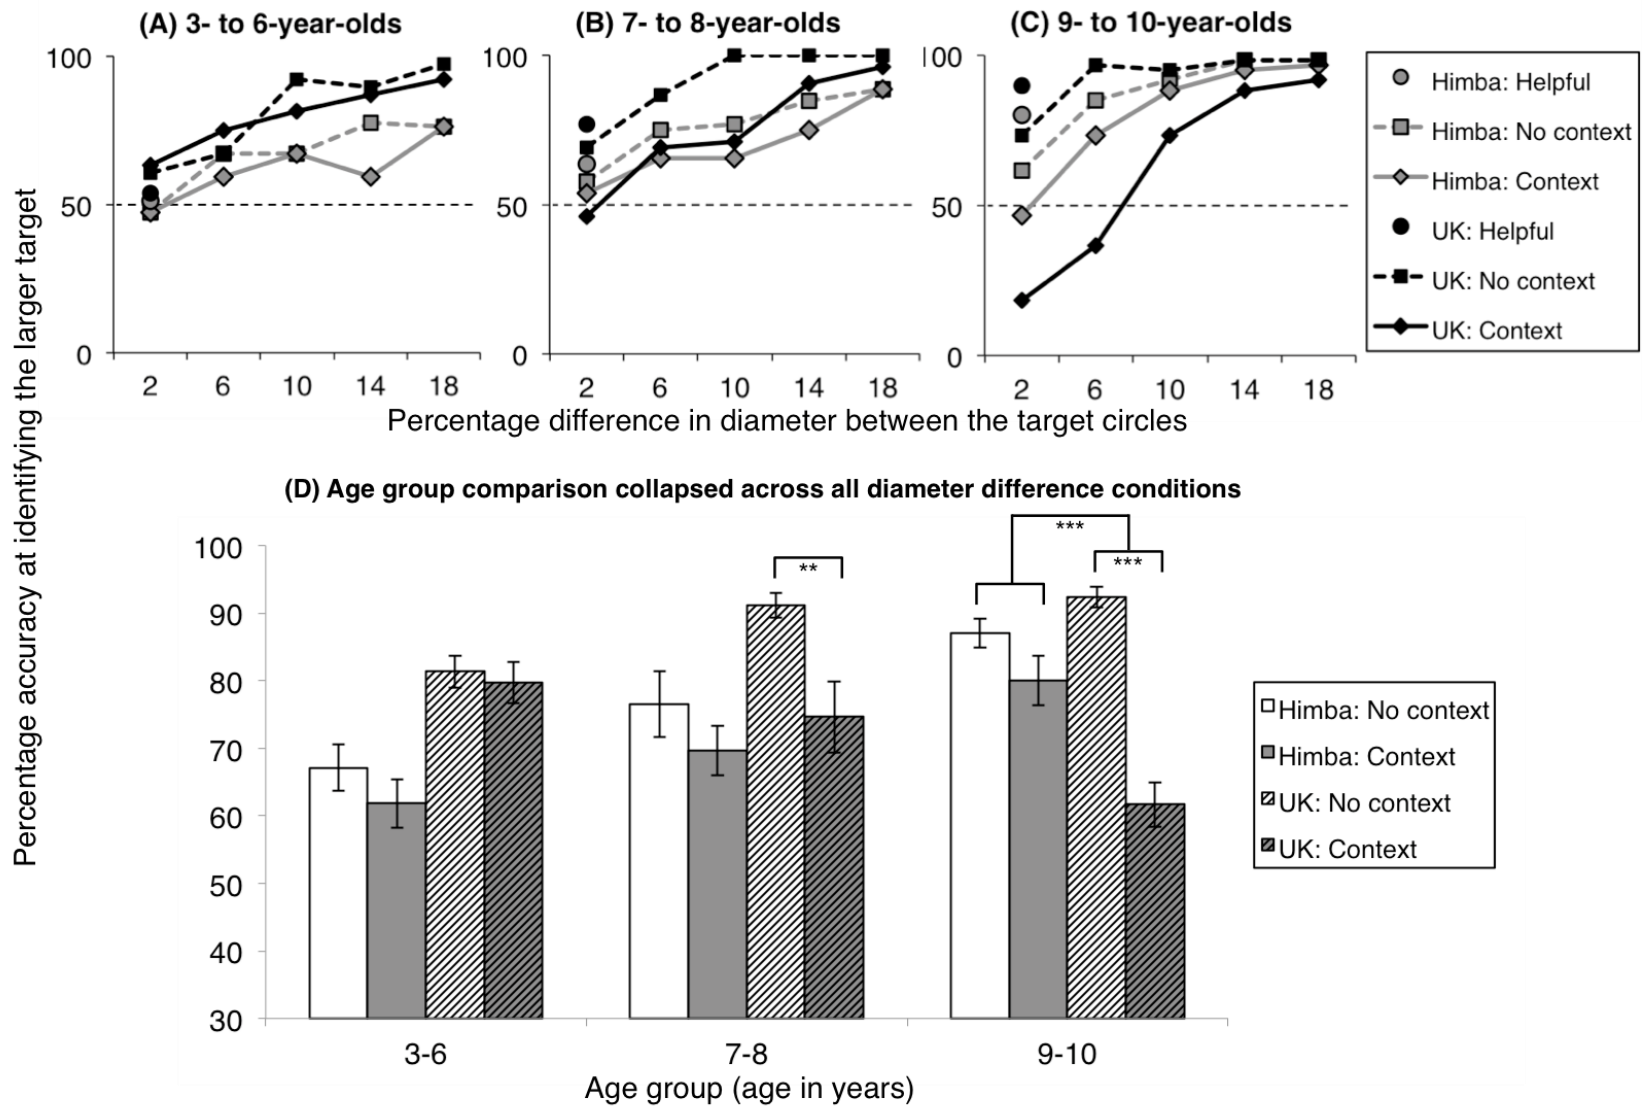 (A) 3- to 6-year-olds
(B) 7- to 8-year-olds
(C) 9- to 10-year-olds
100
50
0
2 6 10 14 18
100
50
0
2 6 10 14 18
100
50
0
2 6 10 14 18
Himba: Helpful
Himba: No context
Himba: Context
UK: Helpful
UK: No context
UK: Context
Percentage difference in diameter between the target circles
Percentage accuracy at identifying the larger target
(D) Age group comparison collapsed across all diameter difference conditions
100
90
80
70
60
50
40
30
**
***
***
3-6 7-8 9-10
Age group (age in years)
Himba: No context
Himba: Context
UK: No context
UK: Context